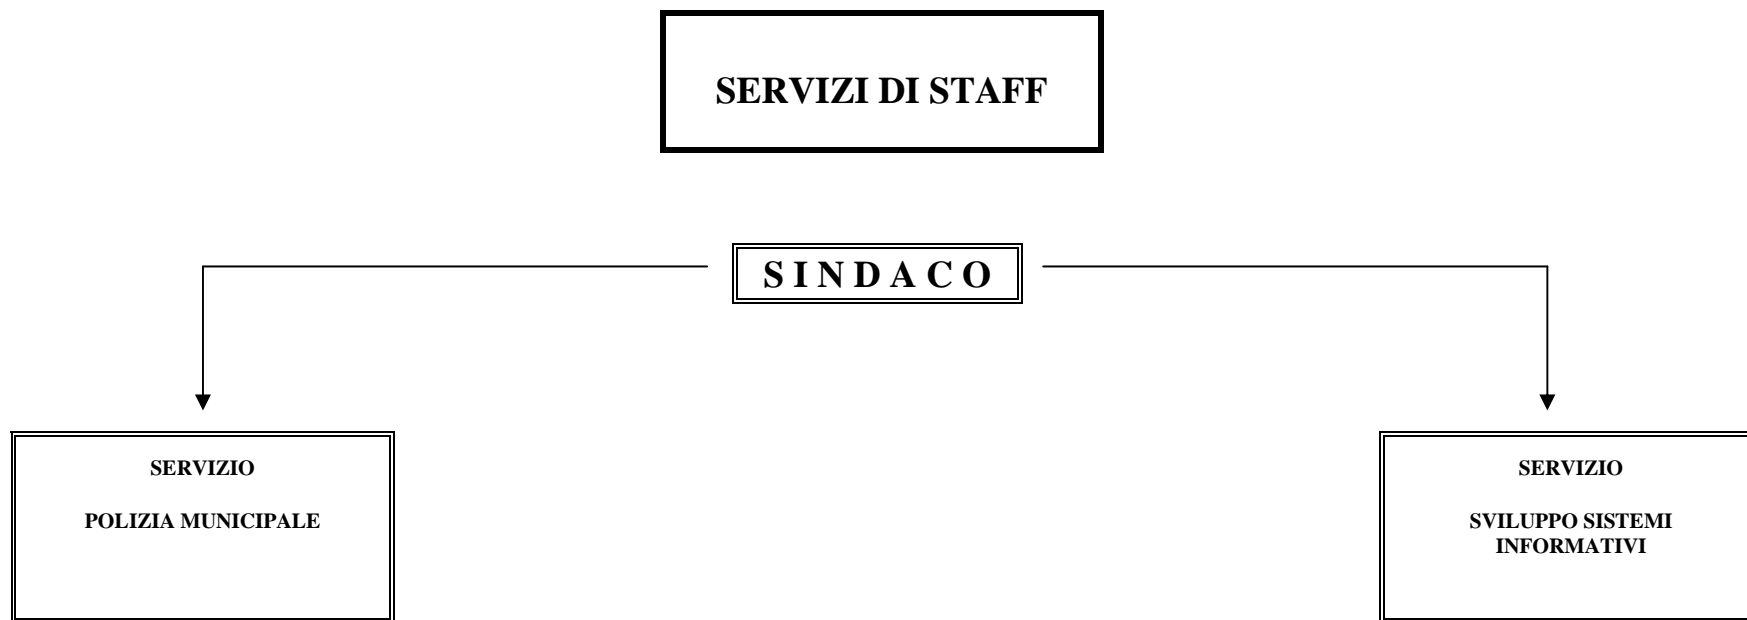 SERVIZI DI STAFF
S I N D A C O
SERVIZIO
POLIZIA MUNICIPALE
SERVIZIO
SVILUPPO SISTEMI
INFORMATIVI